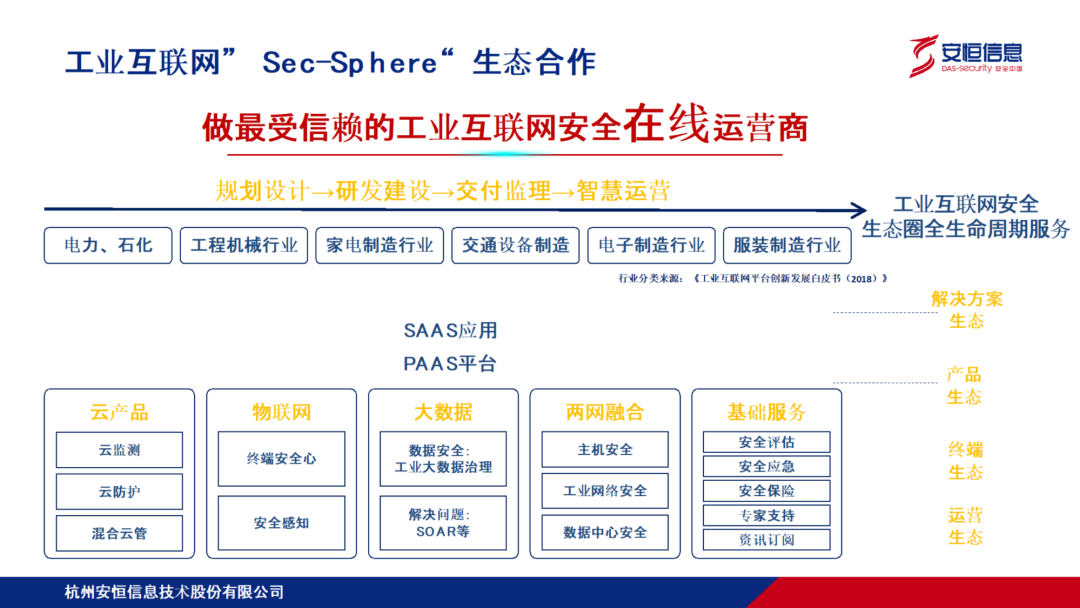 工业互联网” Sec-Sphere“ 生态合作
安恒信息
DAS-security 安全中国
做最受信赖的工业互联网安全在线运营商
规划设计→研发建设→交付监理→智慧运营
工业互联网安全
生态圈全生命周期服务
电力、石化
工程机械行业
家电制造行业
交通设备制造
电子制造行业
服装制造行业
行业分类来源：《工业互联网平台创新发展白皮书（2018）》
解决方案
生态
SAAS应用
PAAS平台
产品
生态
云产品
云监测
云防护
混合云管
物联网
终端安全心
安全感知
大数据
数据安全：
工业大数据治理
解决问题：
SOAR等
两网融合
主机安全
工业网络安全
数据中心安全
基础服务
安全评估
安全应急
安全保险
专家支持
资讯订阅
终端
生态
运营
生态
杭州安恒信息技术股份有限公司